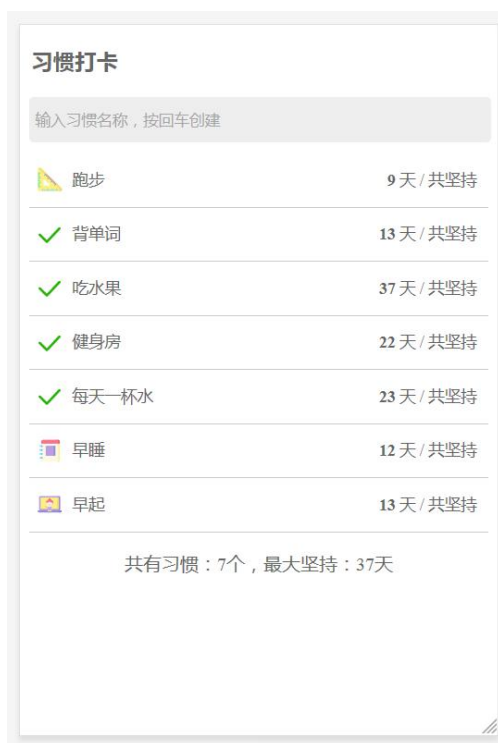 习惯打卡
输入习惯名称，按回车创建
跑步 9 天 / 共坚持
背单词 13 天 / 共坚持
吃水果 37 天 / 共坚持
健身房 22 天 / 共坚持
每天一杯水 23 天 / 共坚持
早睡 12 天 / 共坚持
早起 13 天 / 共坚持
共有习惯：7个，最大坚持：37天